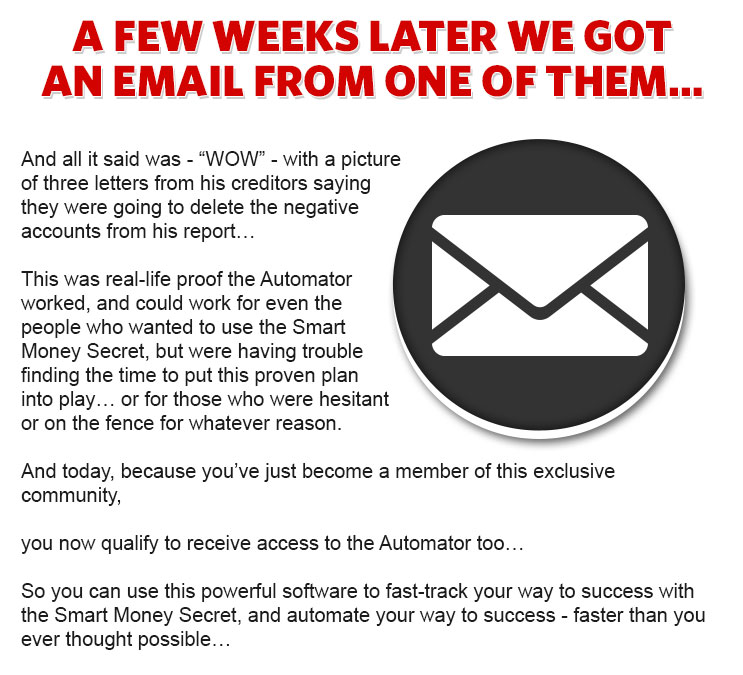 A FEW WEEKS LATER WE GOT
AN EMAIL FROM ONE OF THEM...
And all it said was - “WOW” - with a picture
of three letters from his creditors saying
they were going to delete the negative
accounts from his report…
This was real-life proof the Automator
worked, and could work for even the
people who wanted to use the Smart
Money Secret, but were having trouble
finding the time to put this proven plan
into play… or for those who were hesitant
or on the fence for whatever reason.
And today, because you’ve just become a member of this exclusive
community,
you now qualify to receive access to the Automator too…
So you can use this powerful software to fast-track your way to success with
the Smart Money Secret, and automate your way to success - faster than you
ever thought possible…